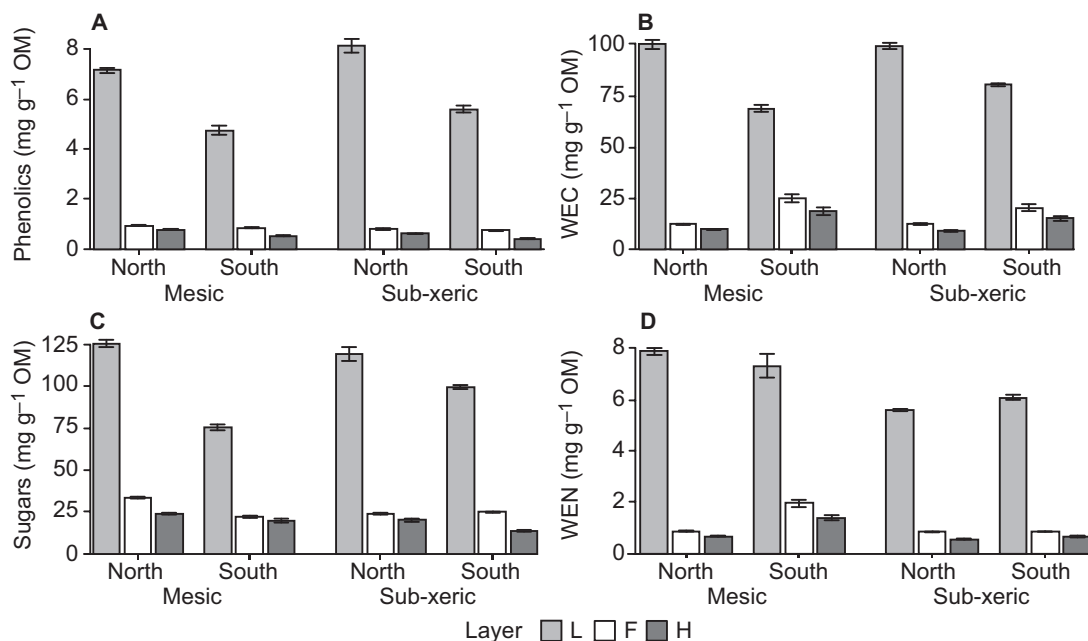 A
Phenolics (mg g⁻¹ OM)
8
6
4
2
0
North South North South
Mesic Sub-xeric
B
WEC (mg g⁻¹ OM)
100
75
50
25
0
North South North South
Mesic Sub-xeric
C
Sugars (mg g⁻¹ OM)
125
100
75
50
25
0
North South North South
Mesic Sub-xeric
D
WEN (mg g⁻¹ OM)
8
6
4
2
0
North South North South
Mesic Sub-xeric
Layer L F H